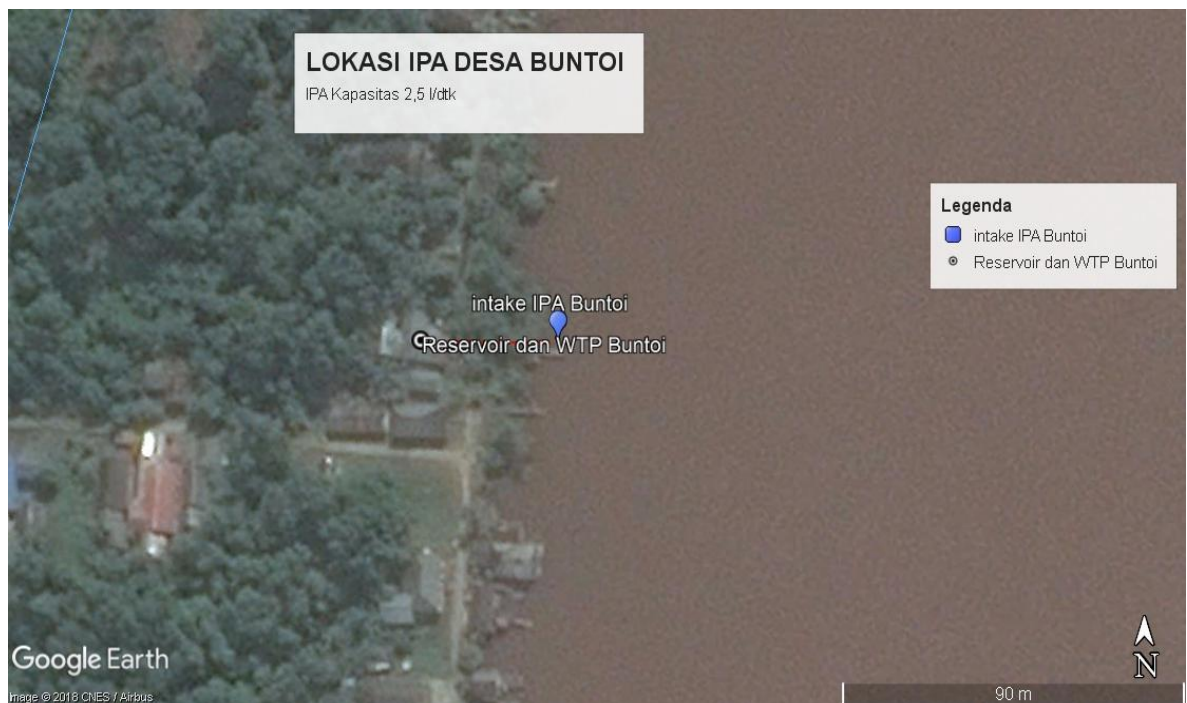 LOKASI IPA DESA BUNTOI
IPA Kapasitas 2,5 l/dtk
Legenda
intake IPA Buntoi
Reservoir dan WTP Buntoi
intake IPA Buntoi
Reservoir dan WTP Buntoi
Google Earth
Image © 2018 CNES / Airbus
N
90 m